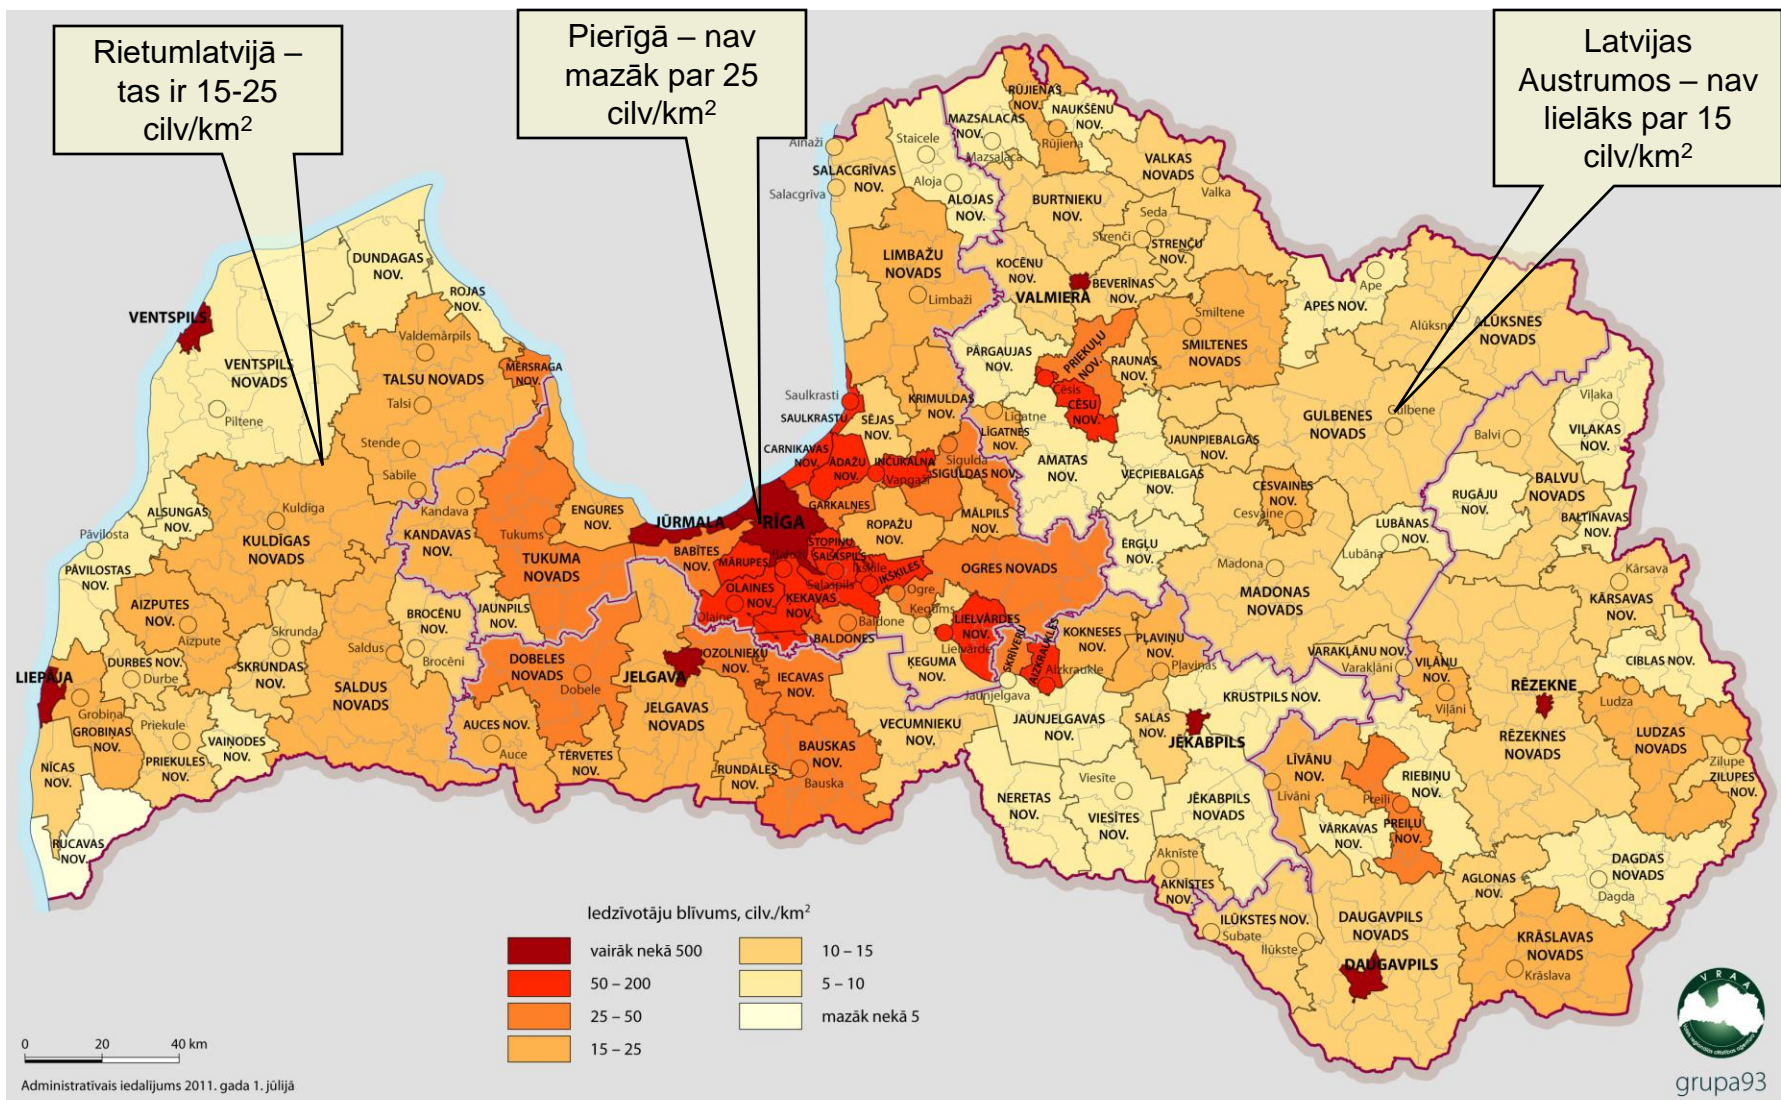 Rietumlatvijā –
tas ir 15-25
cilv/km²
Pierīgā – nav
mazāk par 25
cilv/km²
Latvijas
Austrumos – nav
lielāks par 15
cilv/km²
Ainaži
Staicele
MAZSALACAS
NOV.
Mazsalaca
RŪJIENAS
NOV.
Rūjiena
NAUKŠĒNU
NOV.
SALACGRĪVAS
NOV.
Salacgrīva
Aloja
ALOJAS
NOV.
VALKAS
NOVADS
Valka
BURTNIEKU
NOV.
Seda
Strenči
STRENČU
NOV.
LIMBAŽU
NOVADS
Limbaži
KOCĒNU
NOV.
VALMIERA
BEVERĪNAS
NOV.
Ape
APES NOV.
Alūksne
ALŪKSNES
NOVADS
DUNDAGAS
NOV.
ROJAS
NOV.
VENTSPILS
VENTSPILS
NOVADS
Piltene
Valdemārpils
TALSU NOVADS
Talsi
Stende
Sabile
MĒRSRAGA
NOV.
PĀRGAUJAS
NOV.
PRIEKUĻU
NOV.
RAUNAS
NOV.
Smiltene
SMILTENES
NOVADS
Cēsis
CĒSU
NOV.
Saulkrasti
SAULKRASTU
SĒJAS
NOV.
KRIMULDAS
NOV.
Līgatne
LĪGATNES
NOV.
GULBENES
NOVADS
Gulbene
Viļaka
VIĻAKAS
NOV.
Balvi
BALVU
NOVADS
JAUNPIEBALGAS
NOV.
CARNIKAVAS
NOV.
ĀDAŽU
NOV.
INČUKALNA
Vangaži
Sigulda
SIGULDAS NOV.
AMATAS
NOV.
VECPIEBALGAS
NOV.
CESVAINES
NOV.
Cesvaine
RUGĀJU
NOV.
BALTINAVAS
NOV.
ALSUNGAS
NOV.
Kuldīga
KULDĪGAS
NOVADS
Kandava
KANDAVAS
NOV.
Tukums
TUKUMA
NOVADS
ENGURES
NOV.
JŪRMALA
RĪGA
GARKALNES
ROPAŽU
NOV.
MĀLPILS
NOV.
LUBĀNAS
NOV.
Lubāna
ĒRGĻU
NOV.
Pāvilosta
PĀVILOSTAS
NOV.
BABĪTES
NOV.
MĀRUPES
Baloži
STOPIŅU
SALASPILS
Salaspils
Ikšķile
IKŠĶILES
OGRES NOVADS
Ogre
Madona
MADONAS
NOVADS
Kārsava
KĀRSAVAS
NOV.
AIZPUTES
NOV.
Aizpute
Skrunda
SKRUNDAS
NOV.
BROCĒNU
NOV.
Brocēni
JAUNPILS
NOV.
OLAINES
NOV.
Olaine
ĶEKAVAS
NOV.
Baldone
BALDONES
Ķegums
ĶEGUMA
NOV.
LIELVĀRDES
NOV.
Lielvārde
SKRĪVERU
AIZKRAUKLES
Aizkraukle
KOKNESES
NOV.
PĻAVIŅU
NOV.
Pļaviņas
VARAKĻĀNU NOV.
Varakļāni
VIĻĀNU
NOV.
Viļāni
CIBLAS NOV.
LIEPĀJA
DURBES NOV.
Durbe
Saldus
SALDUS
NOVADS
DOBELES
NOVADS
Dobele
JELGAVA
OZOLNIEKU
NOV.
JELGAVAS
NOVADS
IECAVAS
NOV.
Jaunjelgava
JAUNJELGAVAS
NOV.
KRUSTPILS NOV.
SALAS
NOV.
JĒKABPILS
RĒZEKNE
RĒZEKNES
NOVADS
Ludza
LUDZAS
NOVADS
Zilupe
ZILUPES
NOV.
Grobiņa
GROBIŅAS
NOV.
Priekule
PRIEKULES
NOV.
VAIŅODES
NOV.
AUCES NOV.
Auce
TĒRVETES
NOV.
RUNDĀLES
NOV.
BAUSKAS
NOV.
Bauska
VECUMNIEKU
NOV.
NERETAS
NOV.
Viesīte
VIESĪTES
NOV.
JĒKABPILS
NOVADS
LĪVĀNU
NOV.
Līvāni
RIEBIŅU
NOV.
Preiļi
PREIĻU
NOV.
VĀRKAVAS
NOV.
NĪCAS
NOV.
RUCAVAS
NOV.
Aknīste
AKNĪSTES
NOV.
AGLONAS
NOV.
DAGDAS
NOVADS
Dagda
ILŪKSTES NOV.
Subate
Ilūkste
DAUGAVPILS
NOVADS
DAUGAVPILS
KRĀSLAVAS
NOVADS
Krāslava
Iedzīvotāju blīvums, cilv./km²
vairāk nekā 500
50 – 200
25 – 50
15 – 25
10 – 15
5 – 10
mazāk nekā 5
0 20 40 km
Administratīvais iedalījums 2011. gada 1. jūlijā
VRAA
grupa93